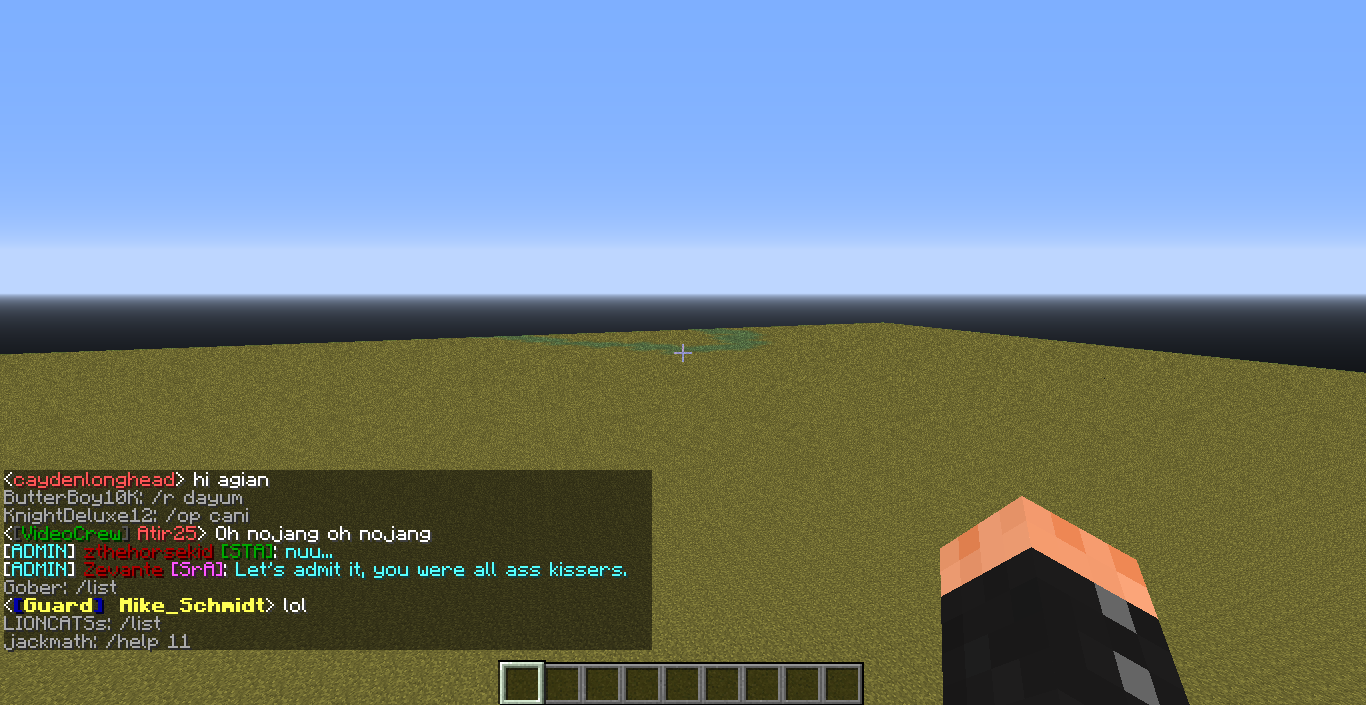 <caydenlonghead> hi agian
ButterBoy10K: /r dayum
KnightDeluxe12: /op cani
<[VideoCrew] Atir25> Oh nojang oh nojang
[ADMIN] zthehorsekid [STA]: nuu...
[ADMIN] Zevante [SrA]: Let's admit it, you were all ass kissers.
Gober: /list
<[Guard] Mike_Schmidt> lol
LIONCATSs: /list
jackmath: /help 11